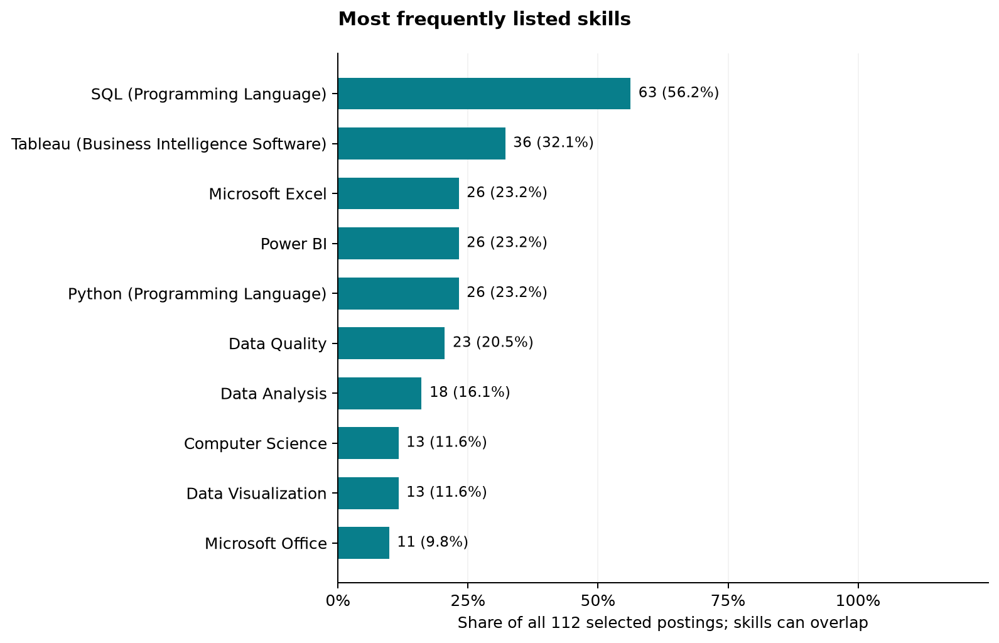 Most frequently listed skills
SQL (Programming Language) 63 (56.2%)
Tableau (Business Intelligence Software) 36 (32.1%)
Microsoft Excel 26 (23.2%)
Power BI 26 (23.2%)
Python (Programming Language) 26 (23.2%)
Data Quality 23 (20.5%)
Data Analysis 18 (16.1%)
Computer Science 13 (11.6%)
Data Visualization 13 (11.6%)
Microsoft Office 11 (9.8%)
0% 25% 50% 75% 100%
Share of all 112 selected postings; skills can overlap